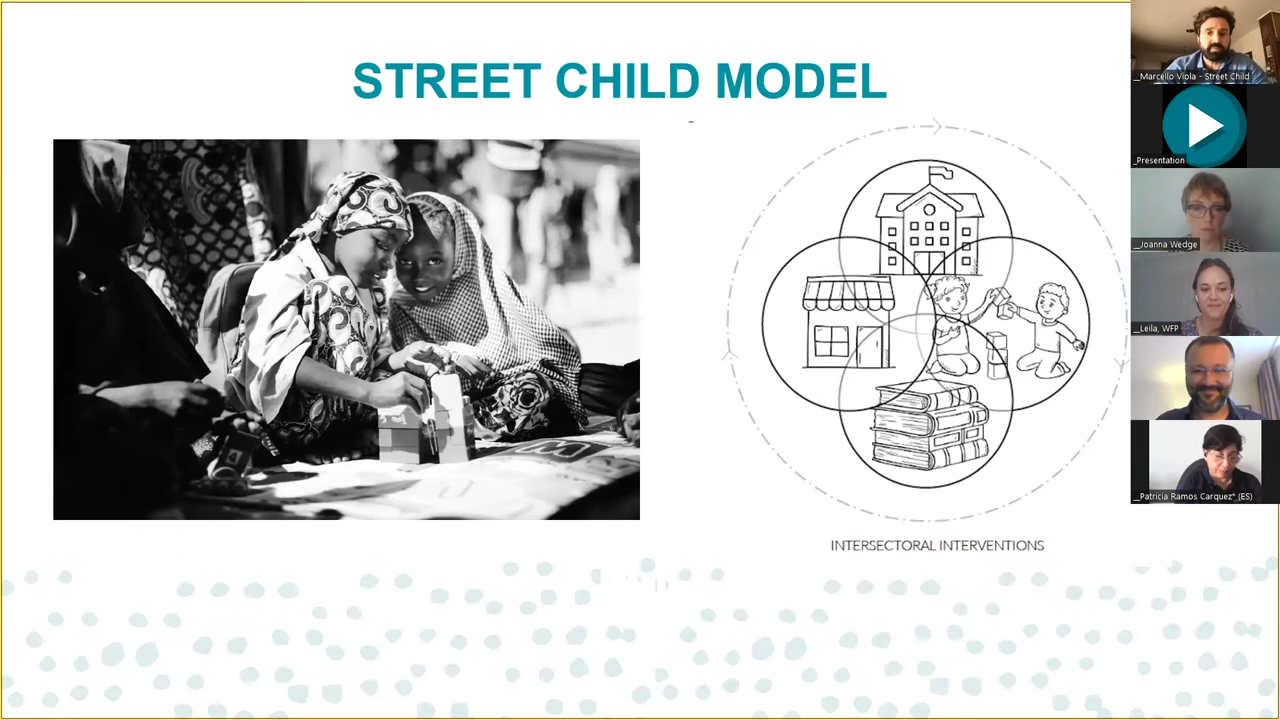 STREET CHILD MODEL
-
INTERSECTORAL INTERVENTIONS
_Marcello Viola - Street Child
_Presentation
_Joanna Wedge
_Leila, WFP
_Patricia Ramos Carquez* (ES)